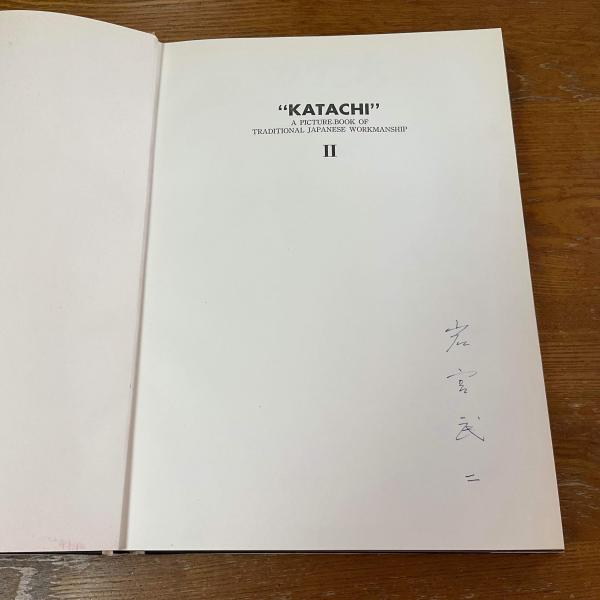 “KATACHI”
A PICTURE-BOOK OF
TRADITIONAL JAPANESE WORKMANSHIP
II
岩宮武二